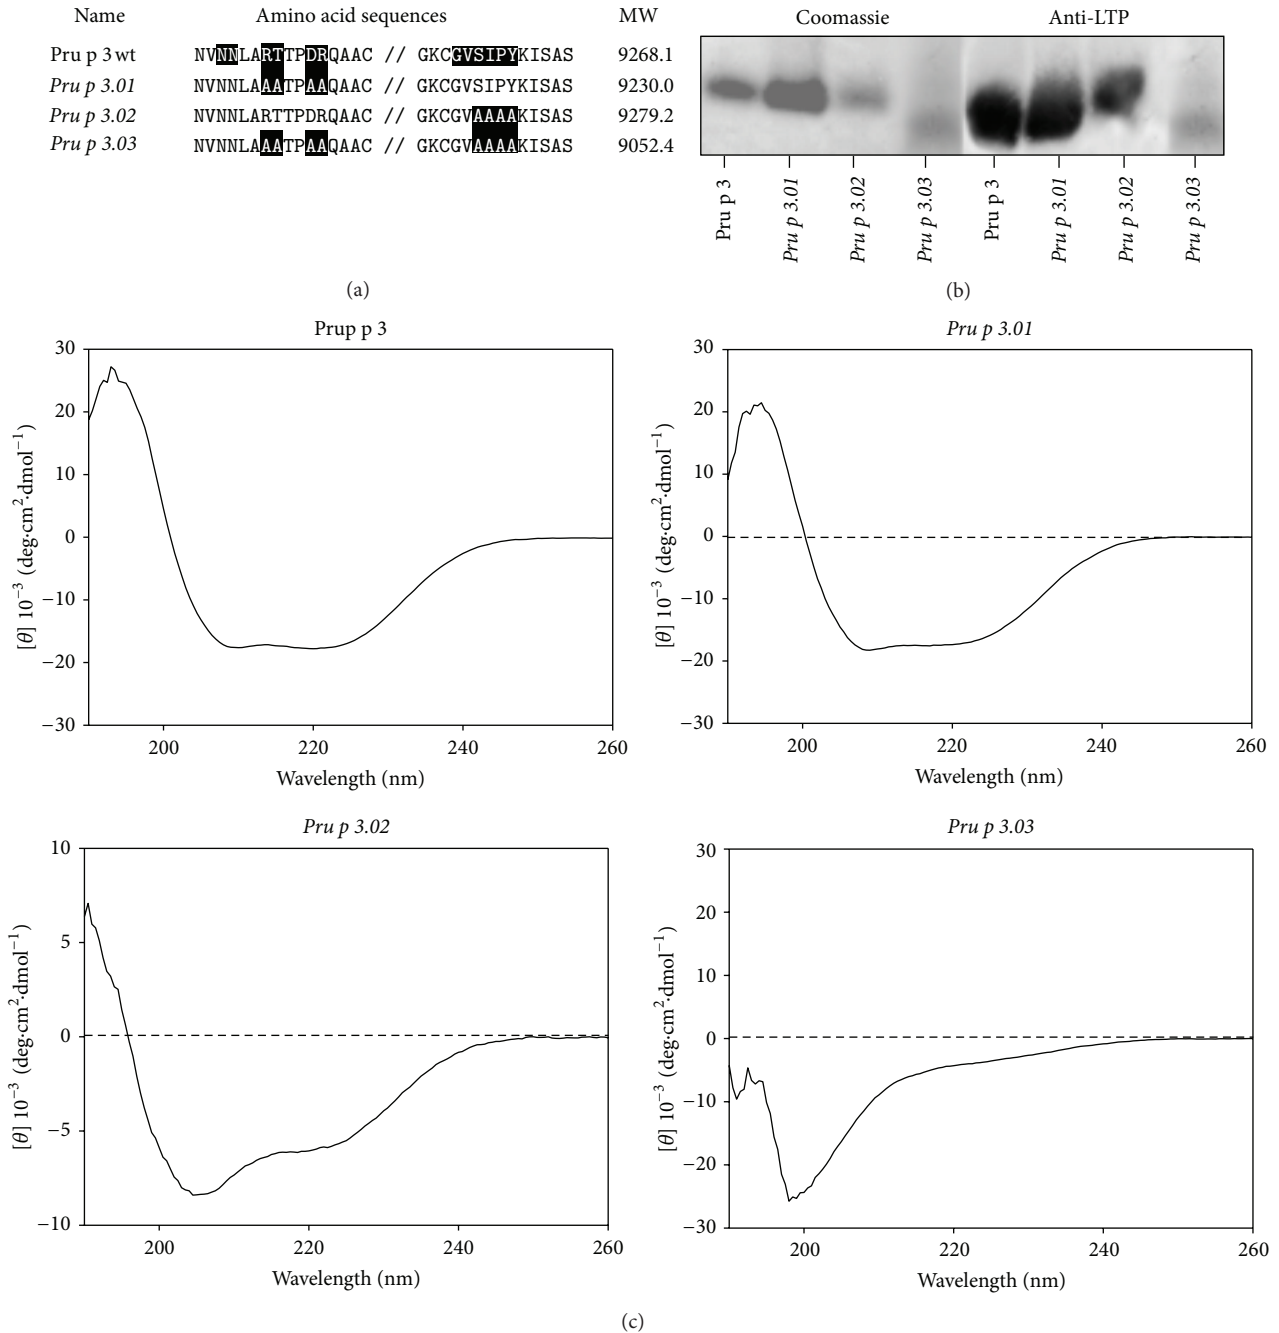 Name Amino acid sequences MW
Pru p 3 wt NVNNLARTTPDRQAAC // GKCGVSIPYKISAS 9268.1
Pru p 3.01 NVNNLAAATPAAQAAC // GKCGVSIPYKISAS 9230.0
Pru p 3.02 NVNNLARTTPDRQAAC // GKCGVAAAAKISAS 9279.2
Pru p 3.03 NVNNLAAATPAAQAAC // GKCGVAAAAKISAS 9052.4
(a)
Coomassie Anti-LTP
Pru p 3 Pru p 3.01 Pru p 3.02 Pru p 3.03 Pru p 3 Pru p 3.01 Pru p 3.02 Pru p 3.03
(b)
Prup p 3
30
20
10
0
−10
−20
−30
[θ] 10⁻³ (deg·cm²·dmol⁻¹)
200 220 240 260
Wavelength (nm)
Pru p 3.01
30
20
10
0
−10
−20
−30
[θ] 10⁻³ (deg·cm²·dmol⁻¹)
200 220 240 260
Wavelength (nm)
Pru p 3.02
10
5
0
−5
−10
[θ] 10⁻³ (deg·cm²·dmol⁻¹)
200 220 240 260
Wavelength (nm)
Pru p 3.03
30
20
10
0
−10
−20
−30
[θ] 10⁻³ (deg·cm²·dmol⁻¹)
200 220 240 260
Wavelength (nm)
(c)